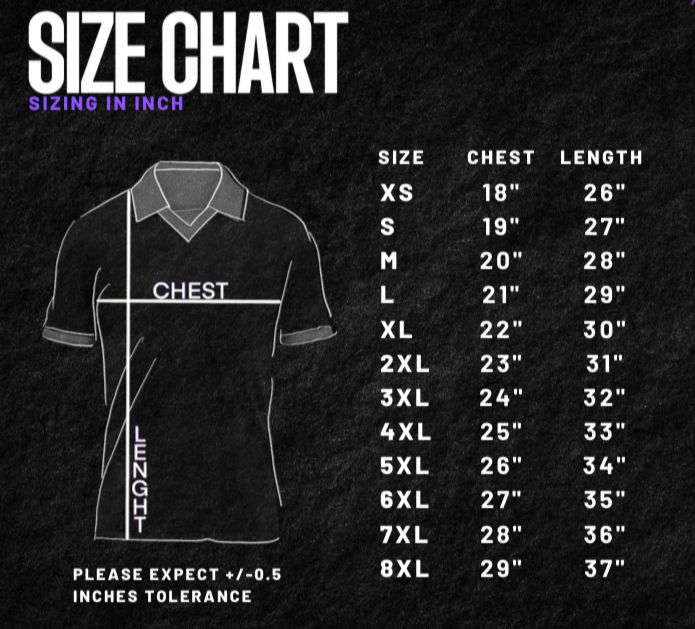 SIZE CHART
SIZING IN INCH
SIZE CHEST LENGTH
XS 18" 26"
S 19" 27"
M 20" 28"
L 21" 29"
XL 22" 30"
2XL 23" 31"
3XL 24" 32"
4XL 25" 33"
5XL 26" 34"
6XL 27" 35"
7XL 28" 36"
8XL 29" 37"
CHEST
LENGHT
PLEASE EXPECT +/-0.5
INCHES TOLERANCE